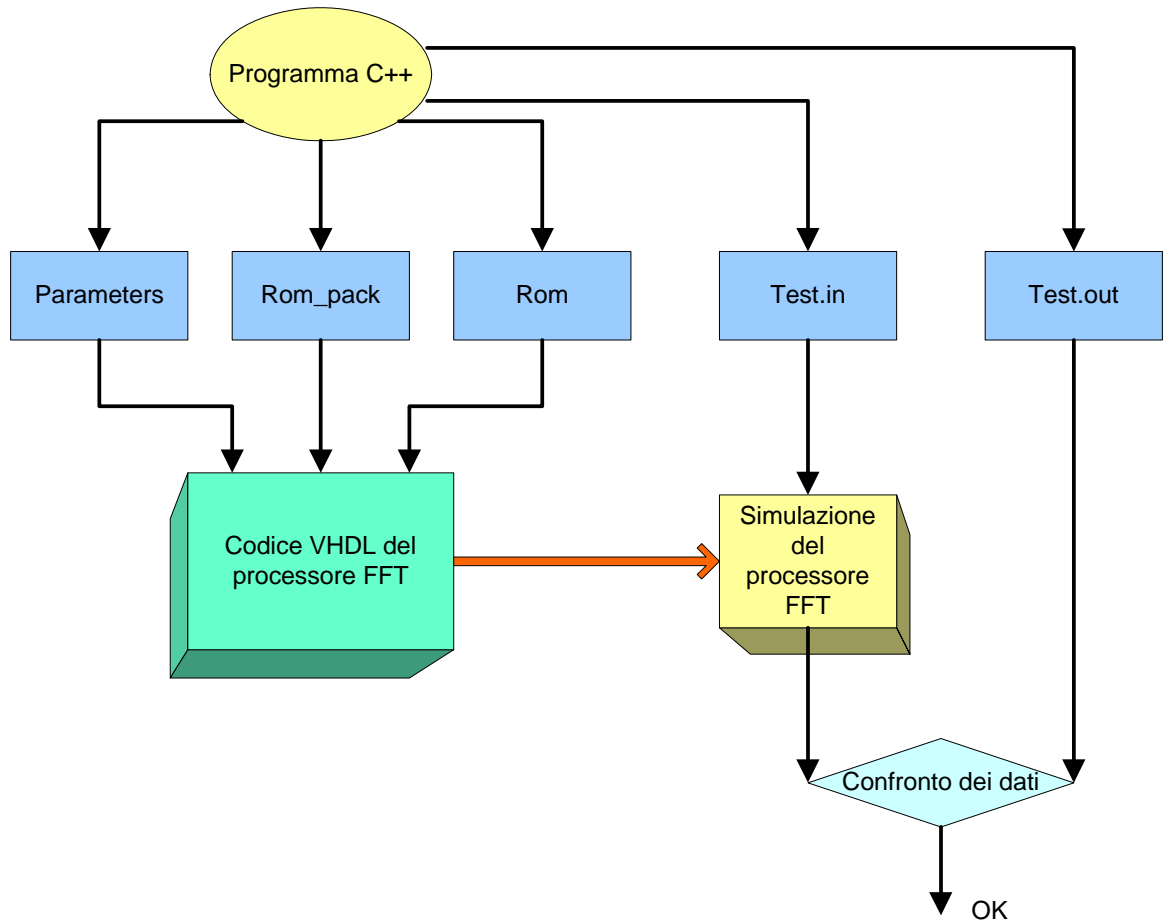 Programma C++
Parameters
Rom_pack
Rom
Test.in
Test.out
Codice VHDL del
processore FFT
Simulazione
del
processore
FFT
Confronto dei dati
OK